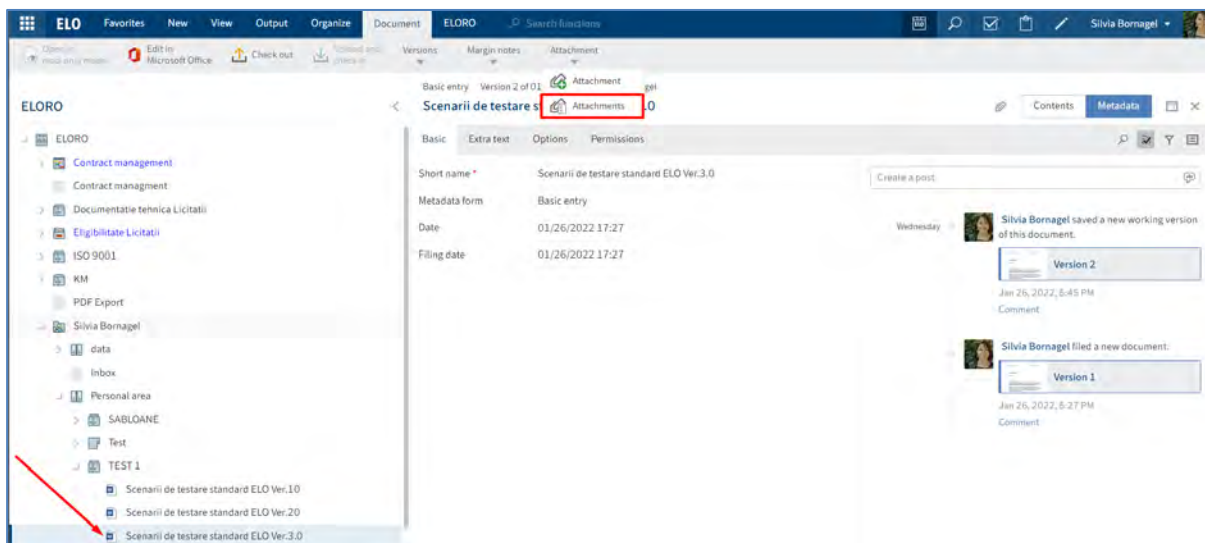 ELO Favorites New View Output Organize Document ELORO Search functions Silvia Bornagel
Edit in Microsoft Office Check out Versions Margin notes Attachment
Attachment
Attachments
Basic entry Version 2 of 01 gel
Scenarii de testare s .0
Contents Metadata
ELORO
Basic Extra text Options Permissions
ELORO
Contract management
Contract managment
Documentatie tehnica Licitatii
Eligibilitate Licitatii
ISO 9001
KM
PDF Export
Silvia Bornagel
data
Inbox
Personal area
SABLOANE
Test
TEST 1
Scenarii de testare standard ELO Ver.10
Scenarii de testare standard ELO Ver.20
Scenarii de testare standard ELO Ver.3.0
Short name * Scenarii de testare standard ELO Ver.3.0
Metadata form Basic entry
Date 01/26/2022 17:27
Filing date 01/26/2022 17:27
Create a post
Wednesday
Silvia Bornagel saved a new working version
of this document.
Version 2
Jan 26, 2022, 6:45 PM
Comment
Silvia Bornagel filed a new document.
Version 1
Jan 26, 2022, 6:27 PM
Comment